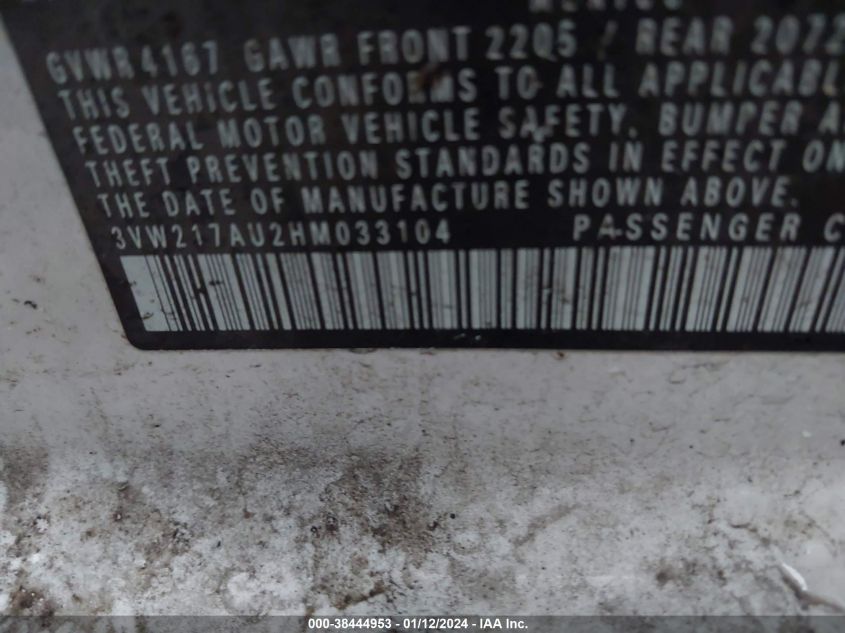 MEXICO
GVWR 4167 GAWR FRONT 2205 / REAR 2072
THIS VEHICLE CONFORMS TO ALL APPLICABL
FEDERAL MOTOR VEHICLE SAFETY, BUMPER A
THEFT PREVENTION STANDARDS IN EFFECT ON
THE DATE OF MANUFACTURE SHOWN ABOVE.
3VW217AU2HM033104 PASSENGER C
000-38444953 - 01/12/2024 - IAA Inc.